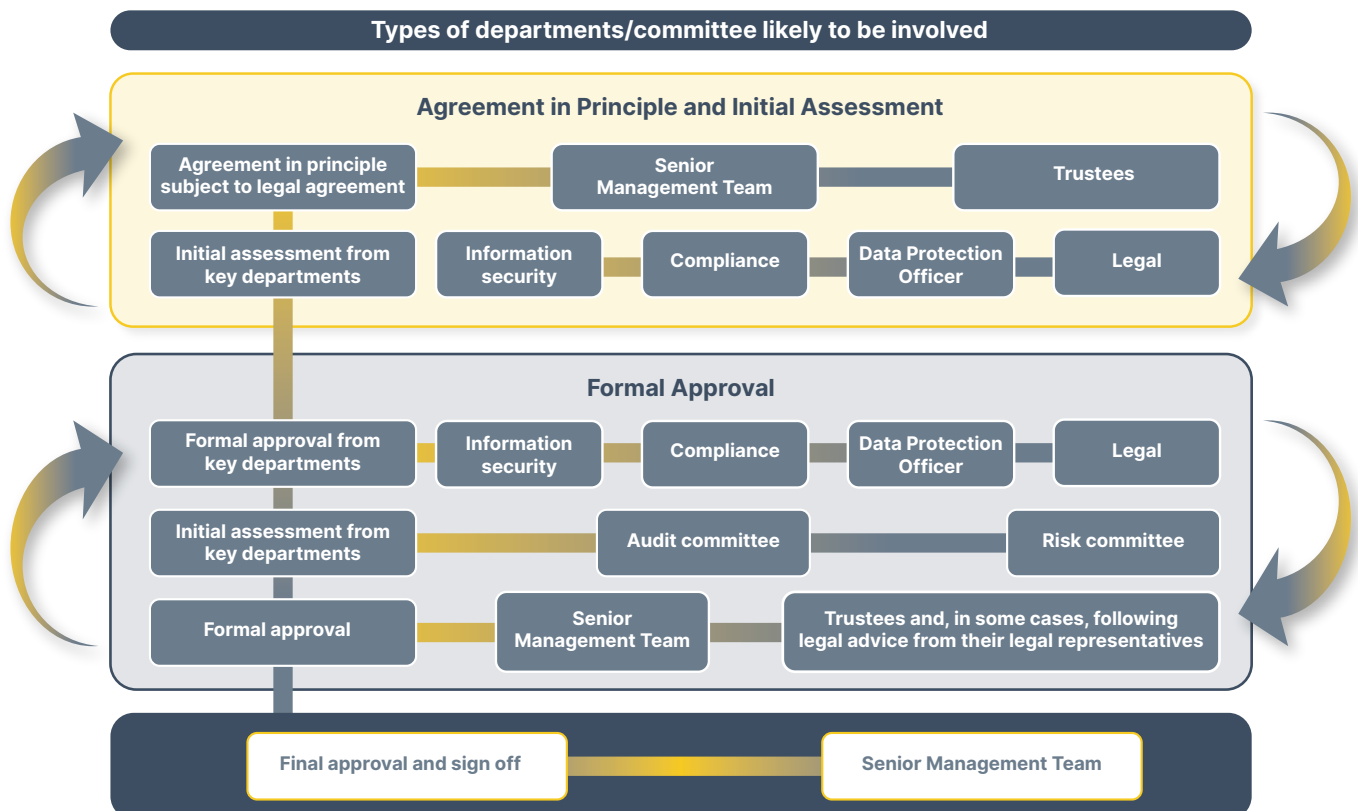 Types of departments/committee likely to be involved
Agreement in Principle and Initial Assessment
Agreement in principle
subject to legal agreement
Senior
Management Team
Trustees
Initial assessment from
key departments
Information
security
Compliance
Data Protection
Officer
Legal
Formal Approval
Formal approval from
key departments
Information
security
Compliance
Data Protection
Officer
Legal
Initial assessment from
key departments
Audit committee
Risk committee
Formal approval
Senior
Management Team
Trustees and, in some cases, following
legal advice from their legal representatives
Final approval and sign off
Senior Management Team